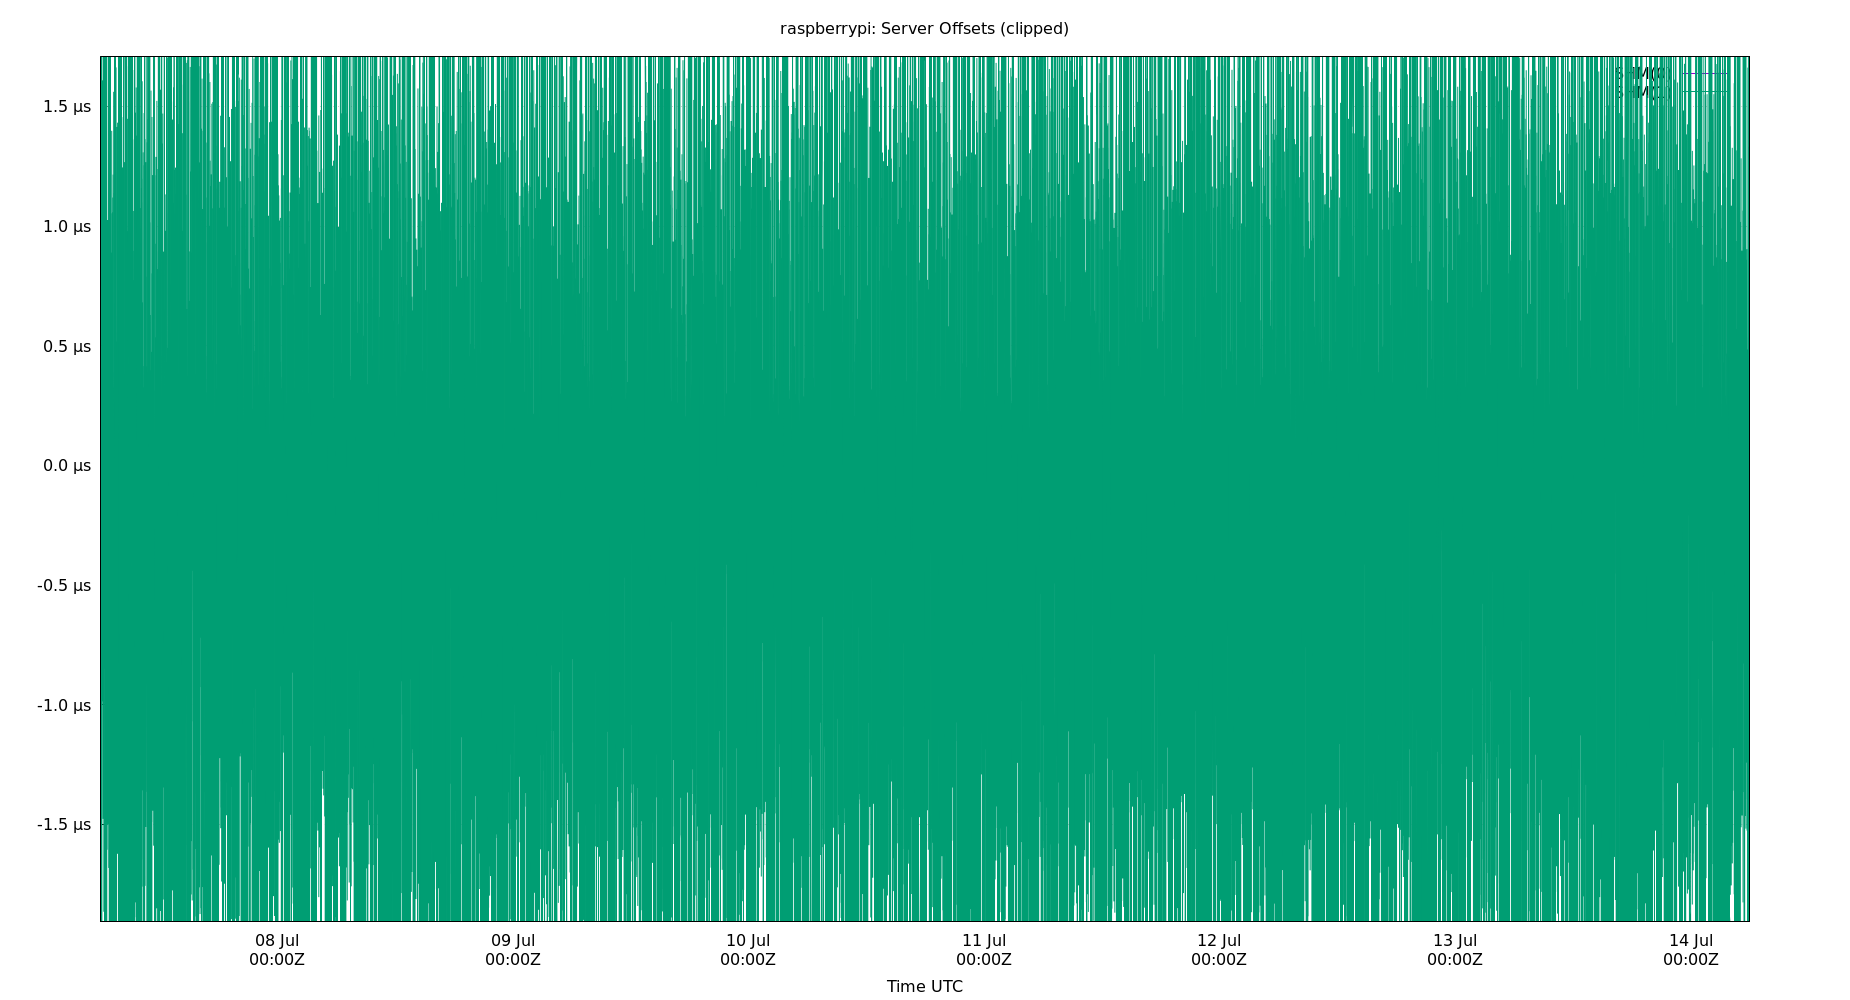 raspberrypi: Server Offsets (clipped)
1.5 µs
1.0 µs
0.5 µs
0.0 µs
-0.5 µs
-1.0 µs
-1.5 µs
08 Jul 09 Jul 10 Jul 11 Jul 12 Jul 13 Jul 14 Jul
00:00Z 00:00Z 00:00Z 00:00Z 00:00Z 00:00Z 00:00Z
Time UTC